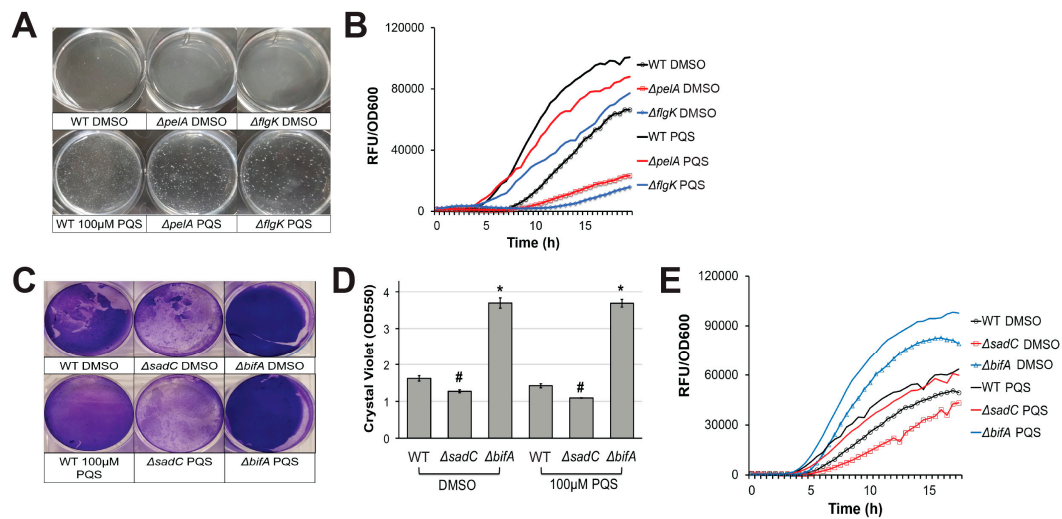 A
WT DMSO
ΔpelA DMSO
ΔflgK DMSO
WT 100µM PQS
ΔpelA PQS
ΔflgK PQS
B
RFU/OD600
120000
80000
40000
0
0
5
10
15
Time (h)
WT DMSO
ΔpelA DMSO
ΔflgK DMSO
WT PQS
ΔpelA PQS
ΔflgK PQS
C
WT DMSO
ΔsadC DMSO
ΔbifA DMSO
WT 100µM
PQS
ΔsadC PQS
ΔbifA PQS
D
Crystal Violet (OD550)
4
3
2
1
0
#
*
#
*
WT
ΔsadC
ΔbifA
WT
ΔsadC
ΔbifA
DMSO
100µM PQS
E
RFU/OD600
120000
90000
60000
30000
0
0
5
10
15
Time (h)
WT DMSO
ΔsadC DMSO
ΔbifA DMSO
WT PQS
ΔsadC PQS
ΔbifA PQS